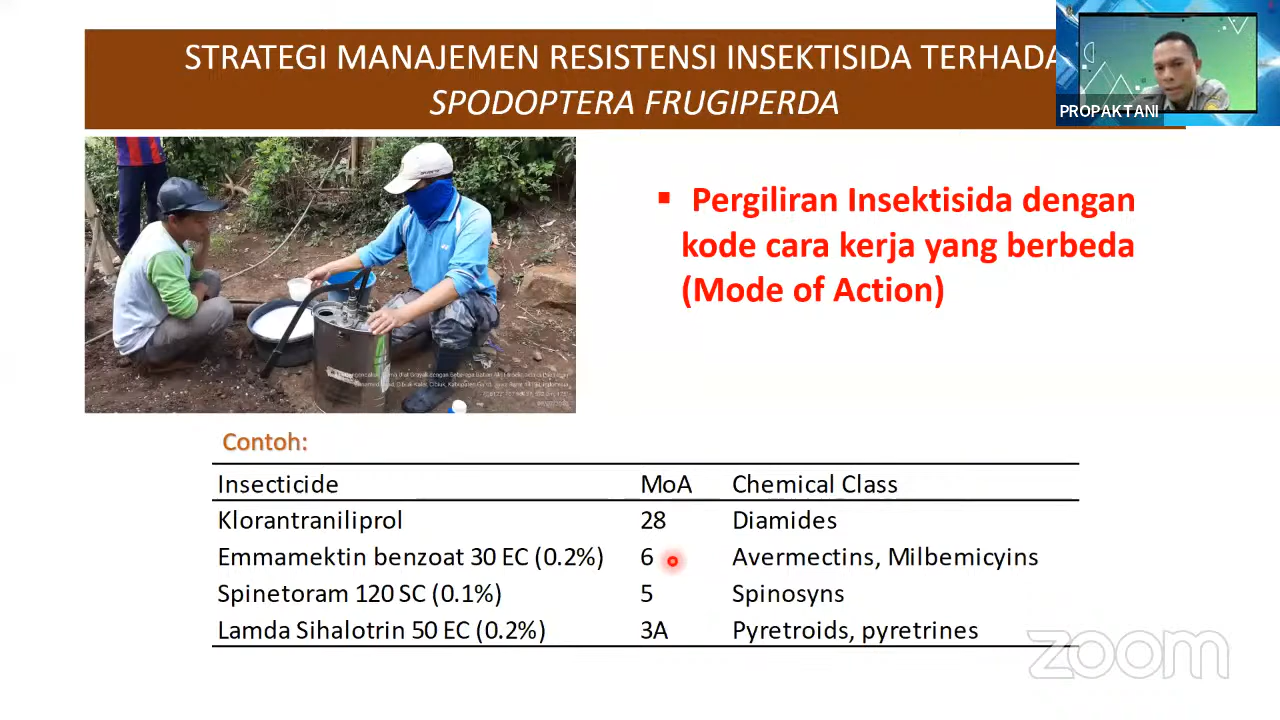 STRATEGI MANAJEMEN RESISTENSI INSEKTISIDA TERHADA
SPODOPTERA FRUGIPERDA
PROPAKTANI
▪ Pergiliran Insektisida dengan
kode cara kerja yang berbeda
(Mode of Action)
Contoh:
Insecticide MoA Chemical Class
Klorantraniliprol 28 Diamides
Emmamektin benzoat 30 EC (0.2%) 6 Avermectins, Milbemicyins
Spinetoram 120 SC (0.1%) 5 Spinosyns
Lamda Sihalotrin 50 EC (0.2%) 3A Pyretroids, pyretrines
zoom